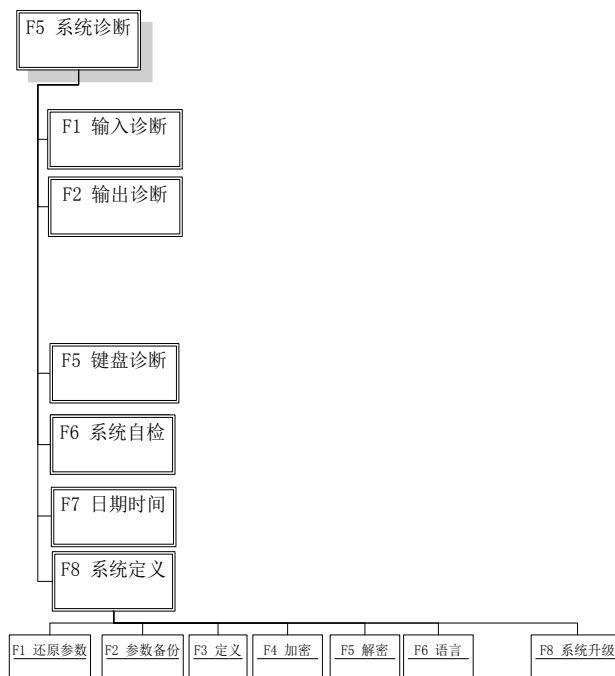 F5 系统诊断
F1 输入诊断
F2 输出诊断
F5 键盘诊断
F6 系统自检
F7 日期时间
F8 系统定义
F1 还原参数
F2 参数备份
F3 定义
F4 加密
F5 解密
F6 语言
F8 系统升级